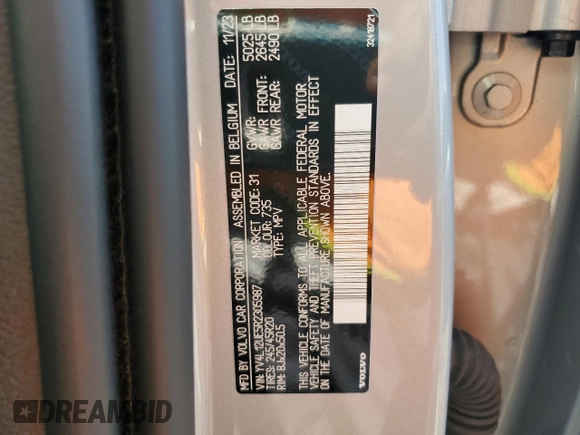 MFD BY VOLVO CAR CORPORATION ASSEMBLED IN BELGIUM DATE: 11/23
VIN: YV4L12UE5R2305987
TIRES: 245/45R20
RIM: 8Jx20x50.5
MARKET CODE: 31
COLOUR: 735
TYPE: MPV
GVWR: 5025 LB
GAWR FRONT: 2645 LB
GAWR REAR: 2490 LB
THIS VEHICLE CONFORMS TO ALL APPLICABLE FEDERAL MOTOR
VEHICLE SAFETY AND THEFT PREVENTION STANDARDS IN EFFECT
ON THE DATE OF MANUFACTURE SHOWN ABOVE.
VOLVO
32418721
DREAMBID